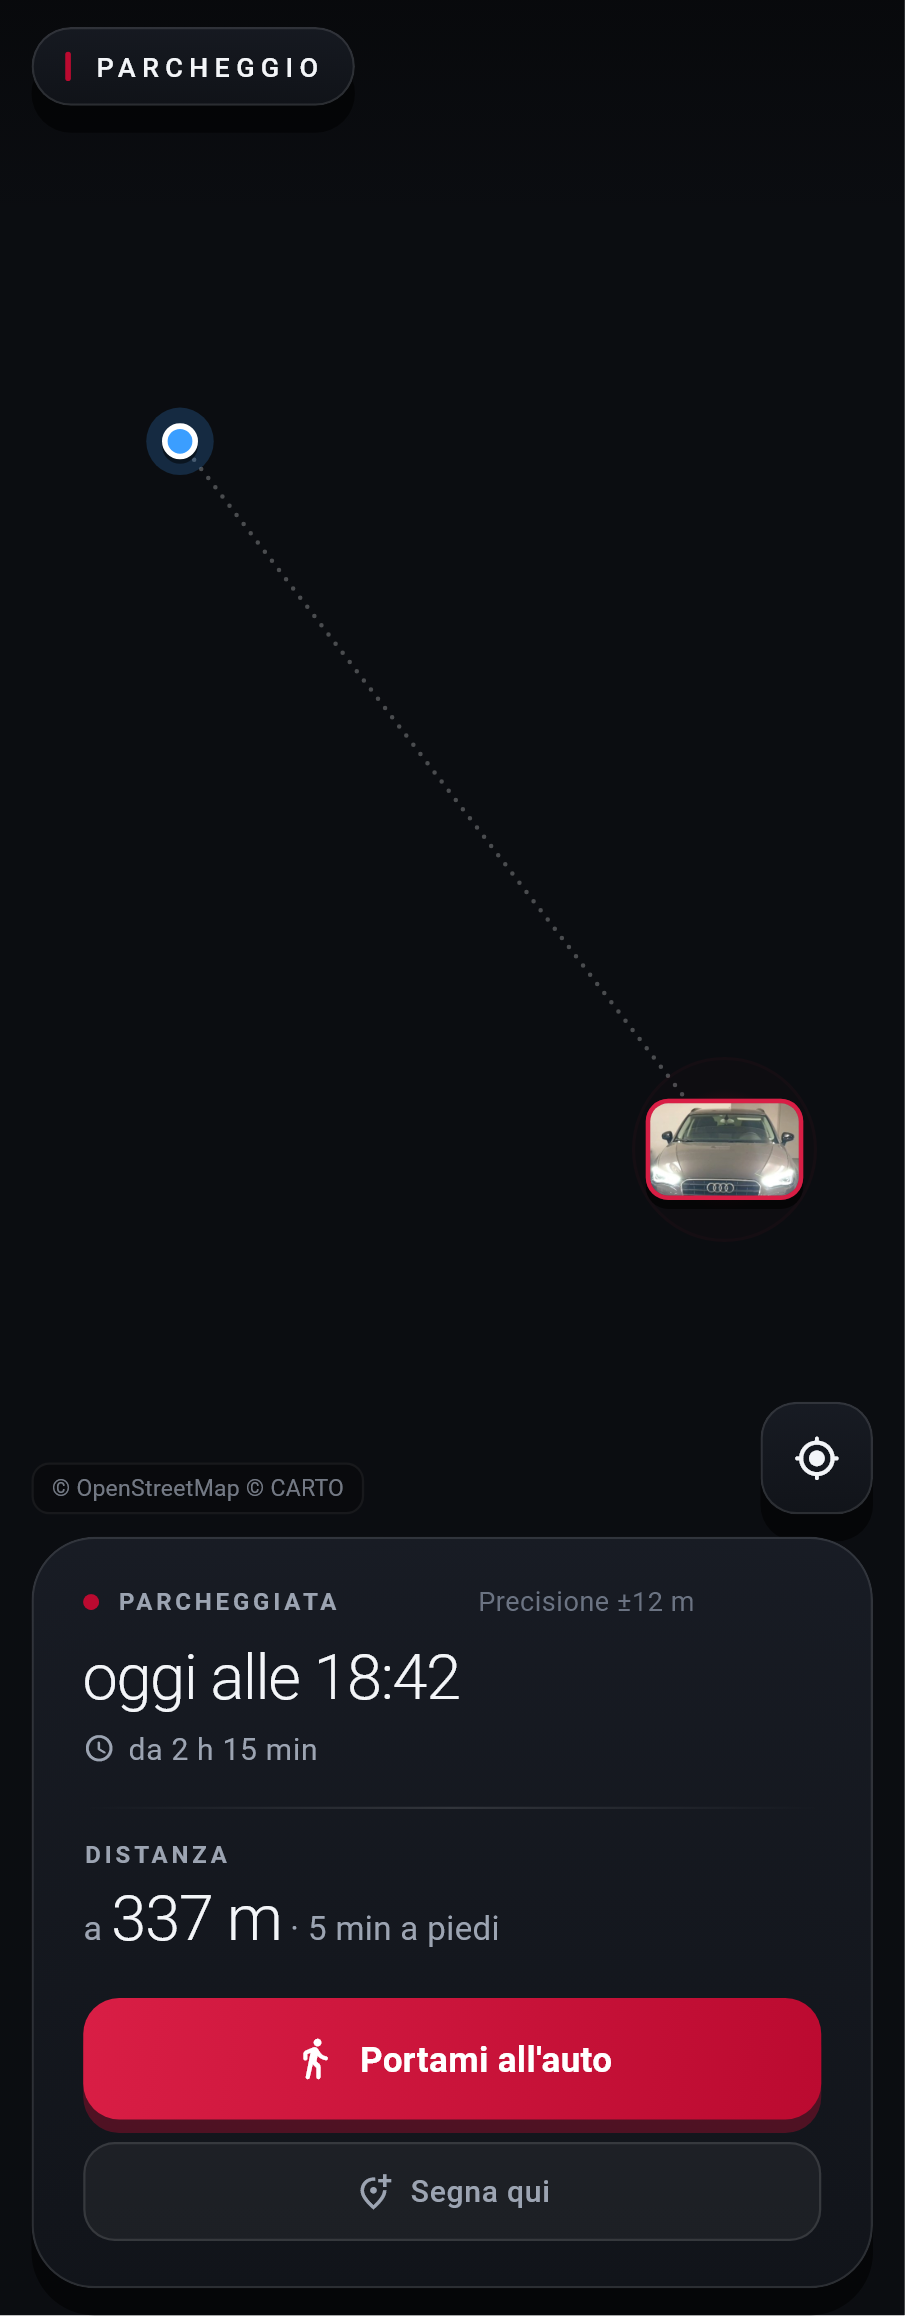 PARCHEGGIO
© OpenStreetMap © CARTO
PARCHEGGIATA Precisione ±12 m
oggi alle 18:42
da 2 h 15 min
DISTANZA
a 337 m · 5 min a piedi
Portami all'auto
Segna qui